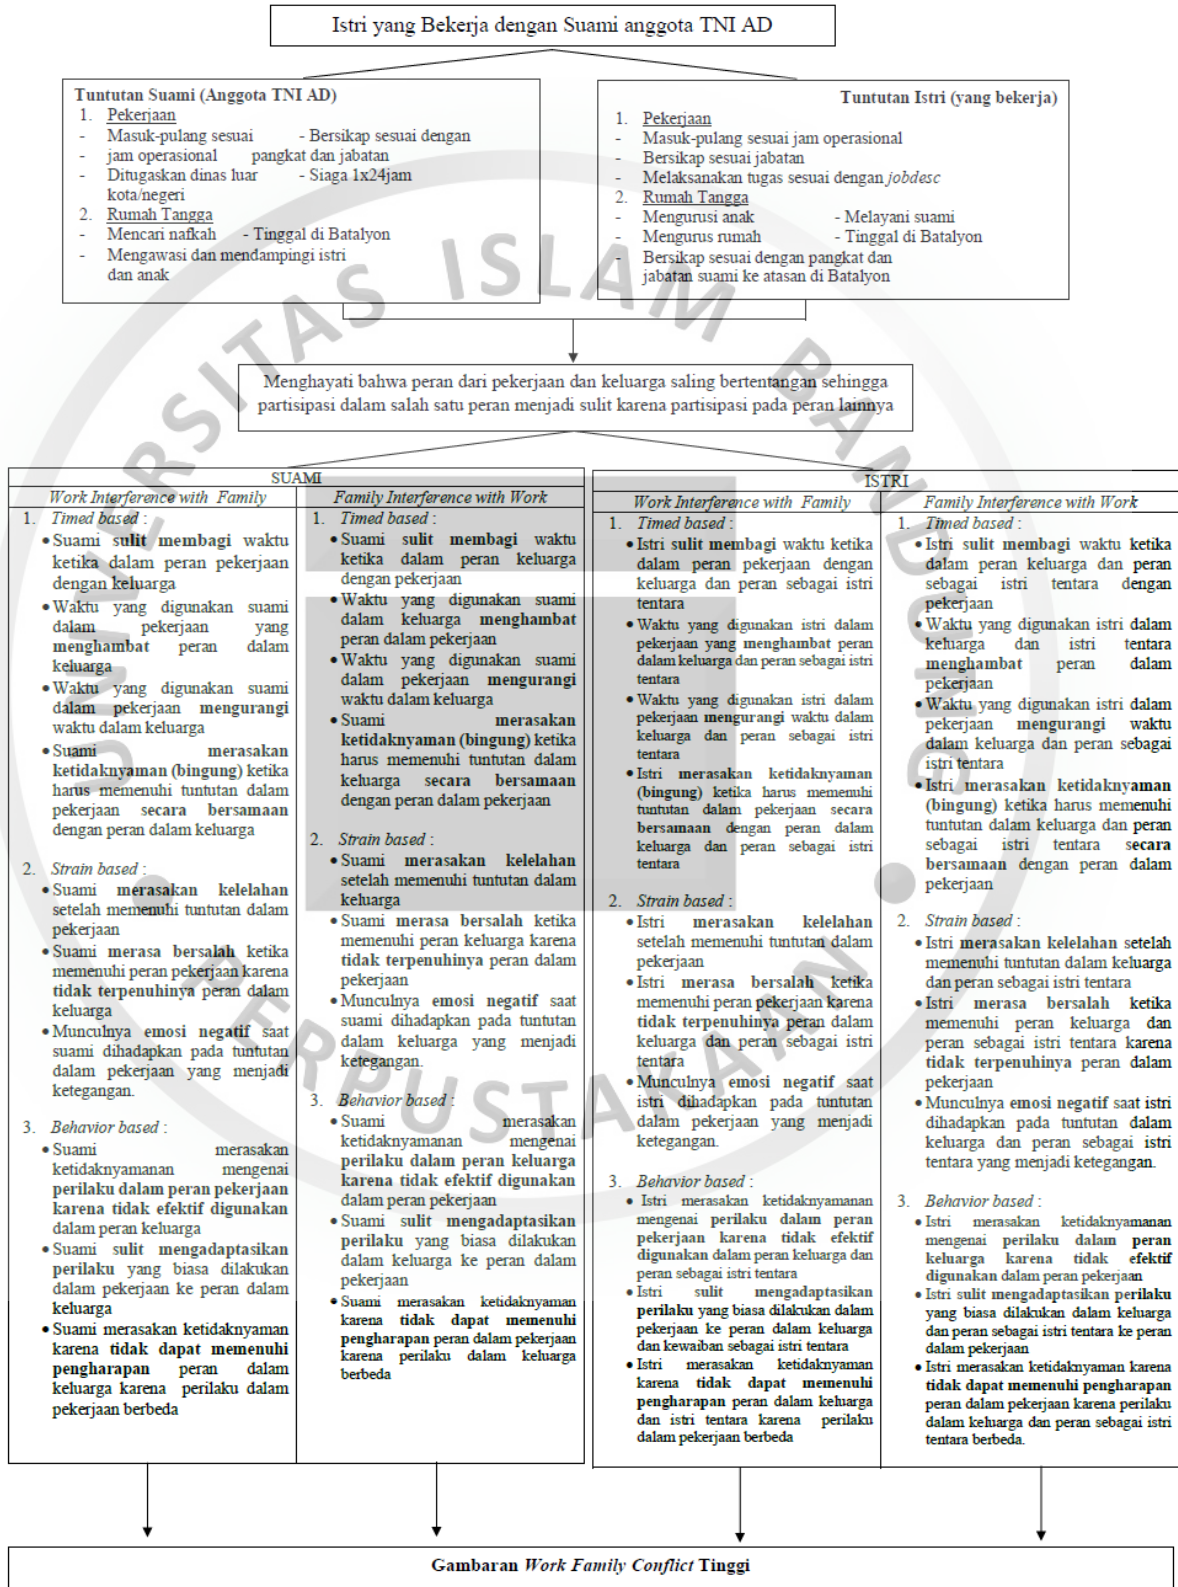 Istri yang Bekerja dengan Suami anggota TNI AD
Tuntutan Suami (Anggota TNI AD)
1. Pekerjaan
- Masuk-pulang sesuai - Bersikap sesuai dengan
- jam operasional pangkat dan jabatan
- Ditugaskan dinas luar - Siaga 1x24jam
kota/negeri
2. Rumah Tangga
- Mencari nafkah - Tinggal di Batalyon
- Mengawasi dan mendampingi istri
dan anak
Tuntutan Istri (yang bekerja)
1. Pekerjaan
- Masuk-pulang sesuai jam operasional
- Bersikap sesuai jabatan
- Melaksanakan tugas sesuai dengan jobdesc
2. Rumah Tangga
- Mengurusi anak - Melayani suami
- Mengurus rumah - Tinggal di Batalyon
- Bersikap sesuai dengan pangkat dan
jabatan suami ke atasan di Batalyon
Menghayati bahwa peran dari pekerjaan dan keluarga saling bertentangan sehingga
partisipasi dalam salah satu peran menjadi sulit karena partisipasi pada peran lainnya
SUAMI
Work Interference with Family
1. Timed based :
• Suami sulit membagi waktu
ketika dalam peran pekerjaan
dengan keluarga
• Waktu yang digunakan suami
dalam pekerjaan yang
menghambat peran dalam
keluarga
• Waktu yang digunakan suami
dalam pekerjaan mengurangi
waktu dalam keluarga
• Suami merasakan
ketidaknyaman (bingung) ketika
harus memenuhi tuntutan dalam
pekerjaan secara bersamaan
dengan peran dalam keluarga
2. Strain based :
• Suami merasakan kelelahan
setelah memenuhi tuntutan dalam
pekerjaan
• Suami merasa bersalah ketika
memenuhi peran pekerjaan karena
tidak terpenuhinya peran dalam
keluarga
• Munculnya emosi negatif saat
suami dihadapkan pada tuntutan
dalam pekerjaan yang menjadi
ketegangan.
3. Behavior based :
• Suami merasakan
ketidaknyamanan mengenai
perilaku dalam peran pekerjaan
karena tidak efektif digunakan
dalam peran keluarga
• Suami sulit mengadaptasikan
perilaku yang biasa dilakukan
dalam pekerjaan ke peran dalam
keluarga
• Suami merasakan ketidaknyaman
karena tidak dapat memenuhi
pengharapan peran dalam
keluarga karena perilaku dalam
pekerjaan berbeda
Family Interference with Work
1. Timed based :
• Suami sulit membagi waktu
ketika dalam peran keluarga
dengan pekerjaan
• Waktu yang digunakan suami
dalam keluarga menghambat
peran dalam pekerjaan
• Waktu yang digunakan suami
dalam pekerjaan mengurangi
waktu dalam keluarga
• Suami merasakan
ketidaknyaman (bingung) ketika
harus memenuhi tuntutan dalam
keluarga secara bersamaan
dengan peran dalam pekerjaan
2. Strain based :
• Suami merasakan kelelahan
setelah memenuhi tuntutan dalam
keluarga
• Suami merasa bersalah ketika
memenuhi peran keluarga karena
tidak terpenuhinya peran dalam
pekerjaan
• Munculnya emosi negatif saat
suami dihadapkan pada tuntutan
dalam keluarga yang menjadi
ketegangan.
3. Behavior based :
• Suami merasakan
ketidaknyamanan mengenai
perilaku dalam peran keluarga
karena tidak efektif digunakan
dalam peran pekerjaan
• Suami sulit mengadaptasikan
perilaku yang biasa dilakukan
dalam keluarga ke peran dalam
pekerjaan
• Suami merasakan ketidaknyaman
karena tidak dapat memenuhi
pengharapan peran dalam pekerjaan
karena perilaku dalam keluarga
berbeda
ISTRI
Work Interference with Family
1. Timed based :
• Istri sulit membagi waktu ketika
dalam peran pekerjaan dengan
keluarga dan peran sebagai istri
tentara
• Waktu yang digunakan istri dalam
pekerjaan yang menghambat peran
dalam keluarga dan peran sebagai istri
tentara
• Waktu yang digunakan istri dalam
pekerjaan mengurangi waktu dalam
keluarga dan peran sebagai istri
tentara
• Istri merasakan ketidaknyaman
(bingung) ketika harus memenuhi
tuntutan dalam pekerjaan secara
bersamaan dengan peran dalam
keluarga dan peran sebagai istri
tentara
2. Strain based :
• Istri merasakan kelelahan
setelah memenuhi tuntutan dalam
pekerjaan
• Istri merasa bersalah ketika
memenuhi peran pekerjaan karena
tidak terpenuhinya peran dalam
keluarga dan peran sebagai istri
tentara
• Munculnya emosi negatif saat
istri dihadapkan pada tuntutan
dalam pekerjaan yang menjadi
ketegangan.
3. Behavior based :
• Istri merasakan ketidaknyamanan
mengenai perilaku dalam peran
pekerjaan karena tidak efektif
digunakan dalam peran keluarga dan
peran sebagai istri tentara
• Istri sulit mengadaptasikan
perilaku yang biasa dilakukan dalam
pekerjaan ke peran dalam keluarga
dan kewaiban sebagai istri tentara
• Istri merasakan ketidaknyaman
karena tidak dapat memenuhi
pengharapan peran dalam keluarga
dan istri tentara karena perilaku
dalam pekerjaan berbeda
Family Interference with Work
1. Timed based :
• Istri sulit membagi waktu ketika
dalam peran keluarga dan peran
sebagai istri tentara dengan
pekerjaan
• Waktu yang digunakan istri dalam
keluarga dan istri tentara
menghambat peran dalam
pekerjaan
• Waktu yang digunakan istri dalam
pekerjaan mengurangi waktu
dalam keluarga dan peran sebagai
istri tentara
• Istri merasakan ketidaknyaman
(bingung) ketika harus memenuhi
tuntutan dalam keluarga dan peran
sebagai istri tentara secara
bersamaan dengan peran dalam
pekerjaan
2. Strain based :
• Istri merasakan kelelahan setelah
memenuhi tuntutan dalam keluarga
dan peran sebagai istri tentara
• Istri merasa bersalah ketika
memenuhi peran keluarga dan
peran sebagai istri tentara karena
tidak terpenuhinya peran dalam
pekerjaan
• Munculnya emosi negatif saat istri
dihadapkan pada tuntutan dalam
keluarga dan peran sebagai istri
tentara yang menjadi ketegangan.
3. Behavior based :
• Istri merasakan ketidaknyamanan
mengenai perilaku dalam peran
keluarga karena tidak efektif
digunakan dalam peran pekerjaan
• Istri sulit mengadaptasikan perilaku
yang biasa dilakukan dalam keluarga
dan peran sebagai istri tentara ke peran
dalam pekerjaan
• Istri merasakan ketidaknyaman karena
tidak dapat memenuhi pengharapan
peran dalam pekerjaan karena perilaku
dalam keluarga dan peran sebagai istri
tentara berbeda.
Gambaran Work Family Conflict Tinggi
UNIVERSITAS ISLAM BANDUNG
PERPUSTAKAAN